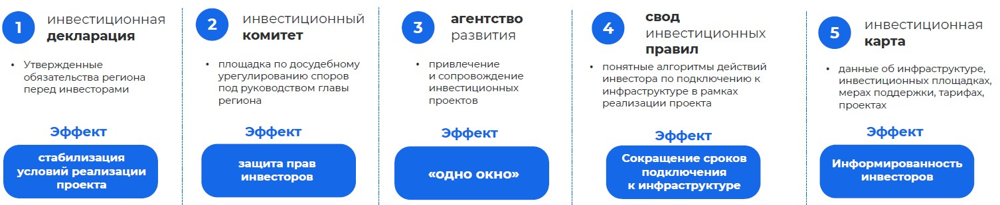 1
инвестиционная
декларация
• Утвержденные
обязательства региона
перед инвесторами
Эффект
стабилизация
условий реализации
проекта
2
инвестиционный
комитет
• площадка по досудебному
урегулированию споров
под руководством главы
региона
Эффект
защита прав
инвесторов
3
агентство
развития
• привлечение
и сопровождение
инвестиционных
проектов
Эффект
«одно окно»
4
свод
инвестиционных
правил
• понятные алгоритмы действий
инвестора по подключению к
инфраструктуре в рамках
реализации проекта
Эффект
Сокращение сроков
подключения
к инфраструктуре
5
инвестиционная
карта
• данные об инфраструктуре,
инвестиционных площадках,
мерах поддержки, тарифах,
проектах
Эффект
Информированность
инвесторов